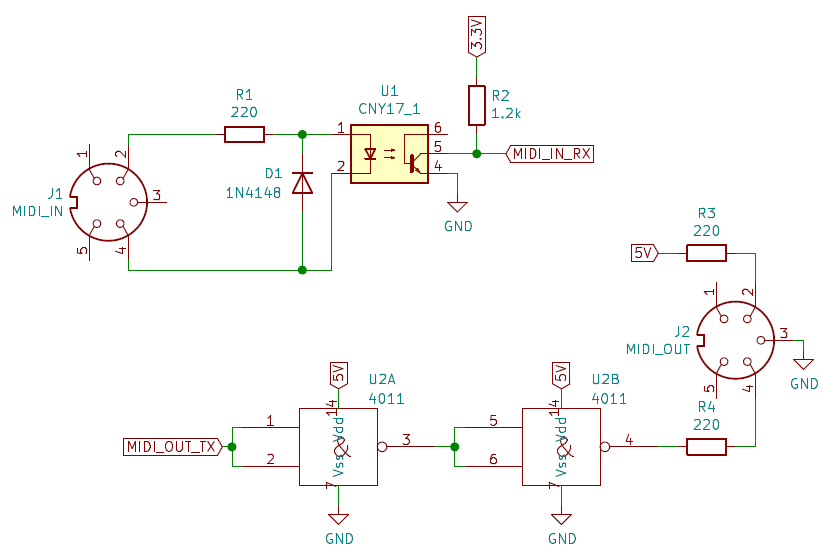 3.3V
R1
220
U1
CNY17_1
R2
1.2k
1
2
6
5
4
MIDI_IN_RX
D1
1N4148
GND
J1
MIDI_IN
1
2
3
5
4
R3
220
5V
J2
MIDI_OUT
1
2
3
5
4
GND
R4
220
MIDI_OUT_TX
5V
U2A
4011
14
Vdd
&
Vss
7
1
2
3
GND
5V
U2B
4011
14
Vdd
&
Vss
7
5
6
4
GND